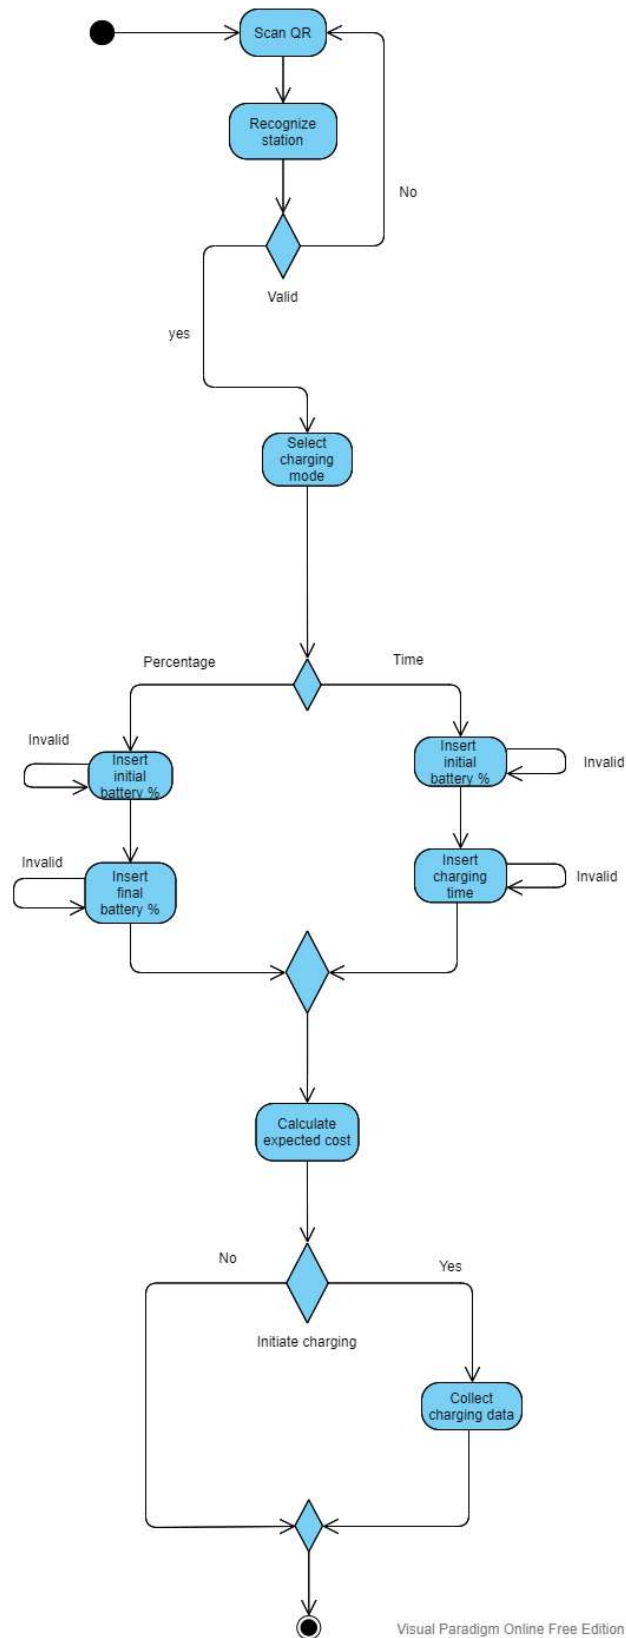 Scan QR
Recognize
station
No
Valid
yes
Select
charging
mode
Percentage
Time
Invalid
Insert
initial
battery %
Insert
initial
battery %
Invalid
Invalid
Insert
final
battery %
Insert
charging
time
Invalid
Calculate
expected cost
No
Yes
Initiate charging
Collect
charging data
Visual Paradigm Online Free Edition